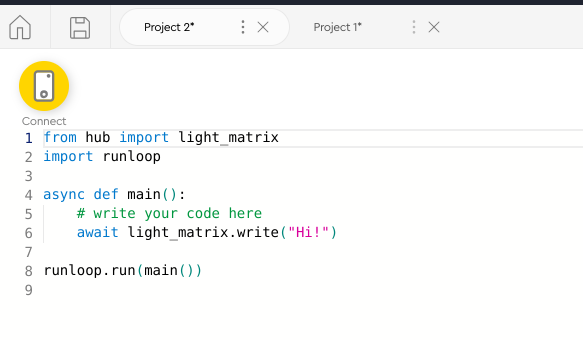 Project 2*
Project 1*
Connect
1 from hub import light_matrix
2 import runloop
3
4 async def main():
5     # write your code here
6     await light_matrix.write("Hi!")
7
8 runloop.run(main())
9